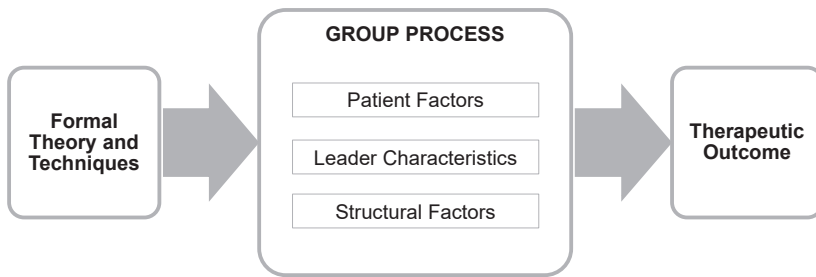 GROUP PROCESS
Formal
Theory and
Techniques
Patient Factors
Leader Characteristics
Structural Factors
Therapeutic
Outcome